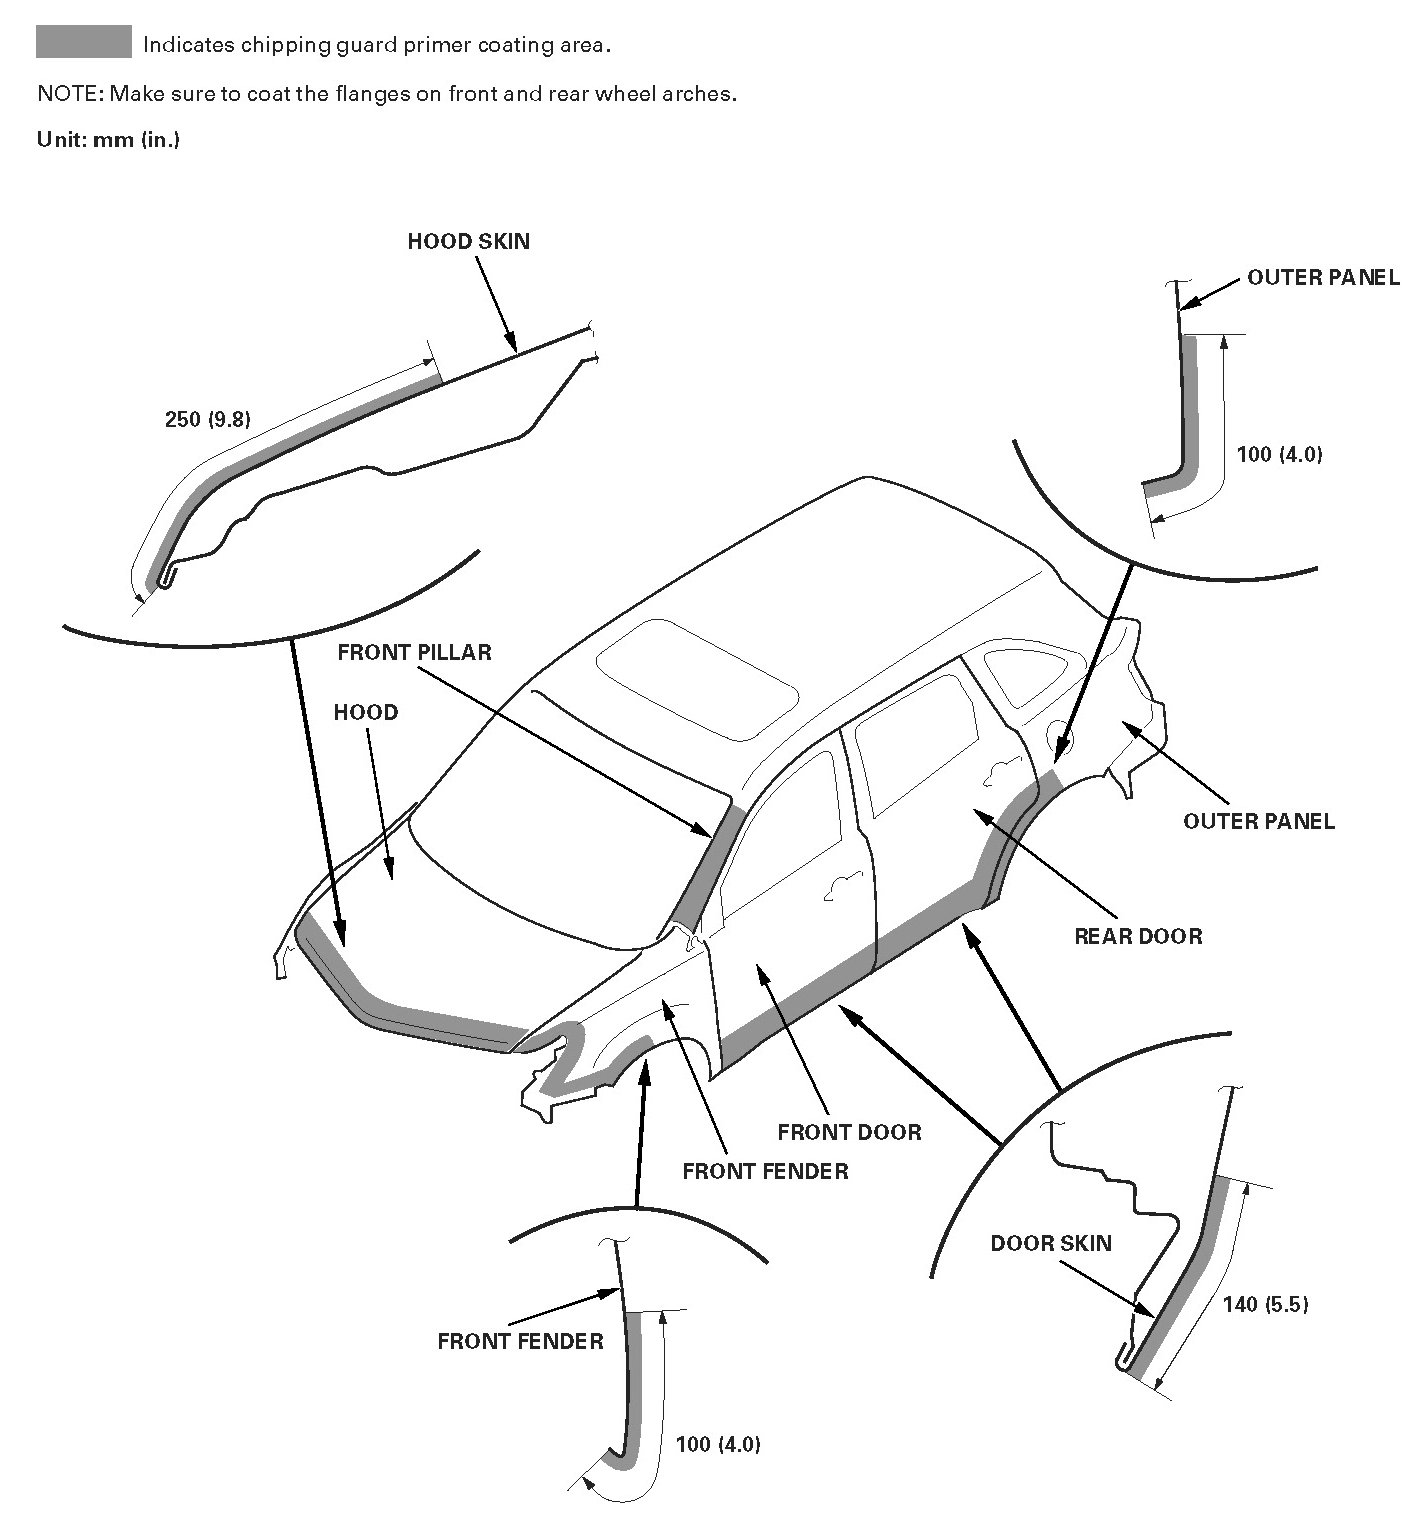 Indicates chipping guard primer coating area.
NOTE: Make sure to coat the flanges on front and rear wheel arches.
Unit: mm (in.)
HOOD SKIN
OUTER PANEL
250 (9.8)
100 (4.0)
FRONT PILLAR
HOOD
OUTER PANEL
REAR DOOR
FRONT DOOR
FRONT FENDER
DOOR SKIN
140 (5.5)
FRONT FENDER
100 (4.0)